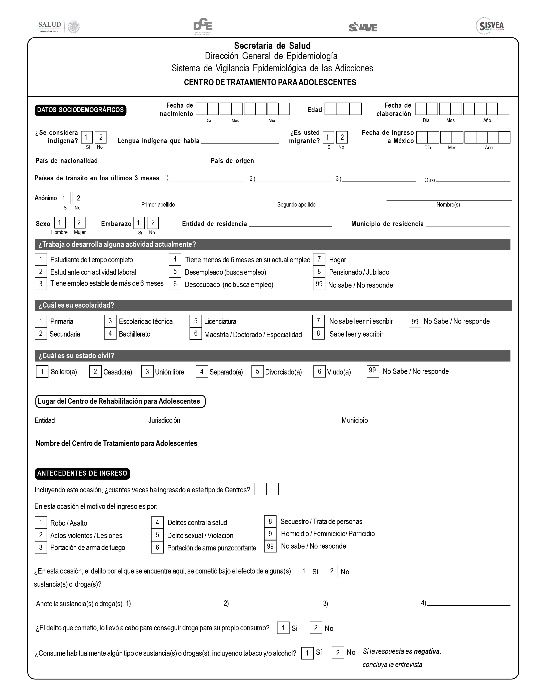 SALUD DGE SUAVE SISVEA
Secretaría de Salud
Dirección General de Epidemiología
Sistema de Vigilancia Epidemiológica de las Adicciones
CENTRO DE TRATAMIENTO PARA ADOLESCENTES
DATOS SOCIODEMOGRÁFICOS Fecha de nacimiento Día Mes Año Edad Fecha de elaboración Día Mes Año
¿Se considera indígena? 1 2 Si No Lengua indígena que habla ¿Es usted migrante? 1 2 Si No Fecha de ingreso a México Día Mes Año
País de nacionalidad País de origen
Países de tránsito en los últimos 3 meses 1) 2) 3)
Anónimo 1 2 Si No Primer apellido Segundo apellido Nombre(s)
Sexo 1 2 Hombre Mujer Embarazo 1 2 Si No Entidad de residencia Municipio de residencia
¿Trabaja o desarrolla alguna actividad actualmente?
1 Estudiante de tiempo completo 4 Tiene menos de 6 meses en su actual empleo 7 Hogar
2 Estudiante con actividad laboral 5 Desempleado (busca empleo) 8 Pensionado / Jubilado
3 Tiene empleo estable de más de 6 meses 6 Desocupado (no busca empleo) 99 No sabe / No responde
¿Cuál es su escolaridad?
1 Primaria 3 Escolaridad técnica 5 Licenciatura 7 No sabe leer ni escribir 99 No Sabe / No responde
2 Secundaria 4 Bachillerato 6 Maestría / Doctorado / Especialidad 8 Sabe leer y escribir
¿Cuál es su estado civil?
1 Soltero(a) 2 Casado(a) 3 Unión libre 4 Separado(a) 5 Divorciado(a) 6 Viudo(a) 99 No Sabe / No responde
Lugar del Centro de Rehabilitación para Adolescentes
Entidad Jurisdicción Municipio
Nombre del Centro de Tratamiento para Adolescentes
ANTECEDENTES DE INGRESO
Incluyendo esta ocasión, ¿cuantas veces ha ingresado a este tipo de Centros?
En esta ocasión el motivo del ingreso es por:
1 Robo / Asalto 4 Delitos contra la salud 8 Secuestro / Trata de personas
2 Actos violentos / Lesiones 5 Delito sexual / Violación 9 Homicidio / Feminicidio / Parricidio
3 Portación de arma de fuego 6 Portación de arma punzocortante 99 No sabe / No responde
¿En esta ocasión, el delito por el que se encuentra aquí, se cometió bajo el efecto de alguna(s) 1 Si 2 No
sustancia(s) o droga(s)?
Anote la sustancia(s) o droga(s) 1) 2) 3) 4)
¿El delito que cometió, lo llevó a cabo para conseguir droga para su propio consumo? 1 Si 2 No
¿Consume habitualmente algún tipo de sustancia(s) o drogas(s), incluyendo tabaco y/o alcohol? 1 Si 2 No Si la respuesta es negativa,
concluya la entrevista